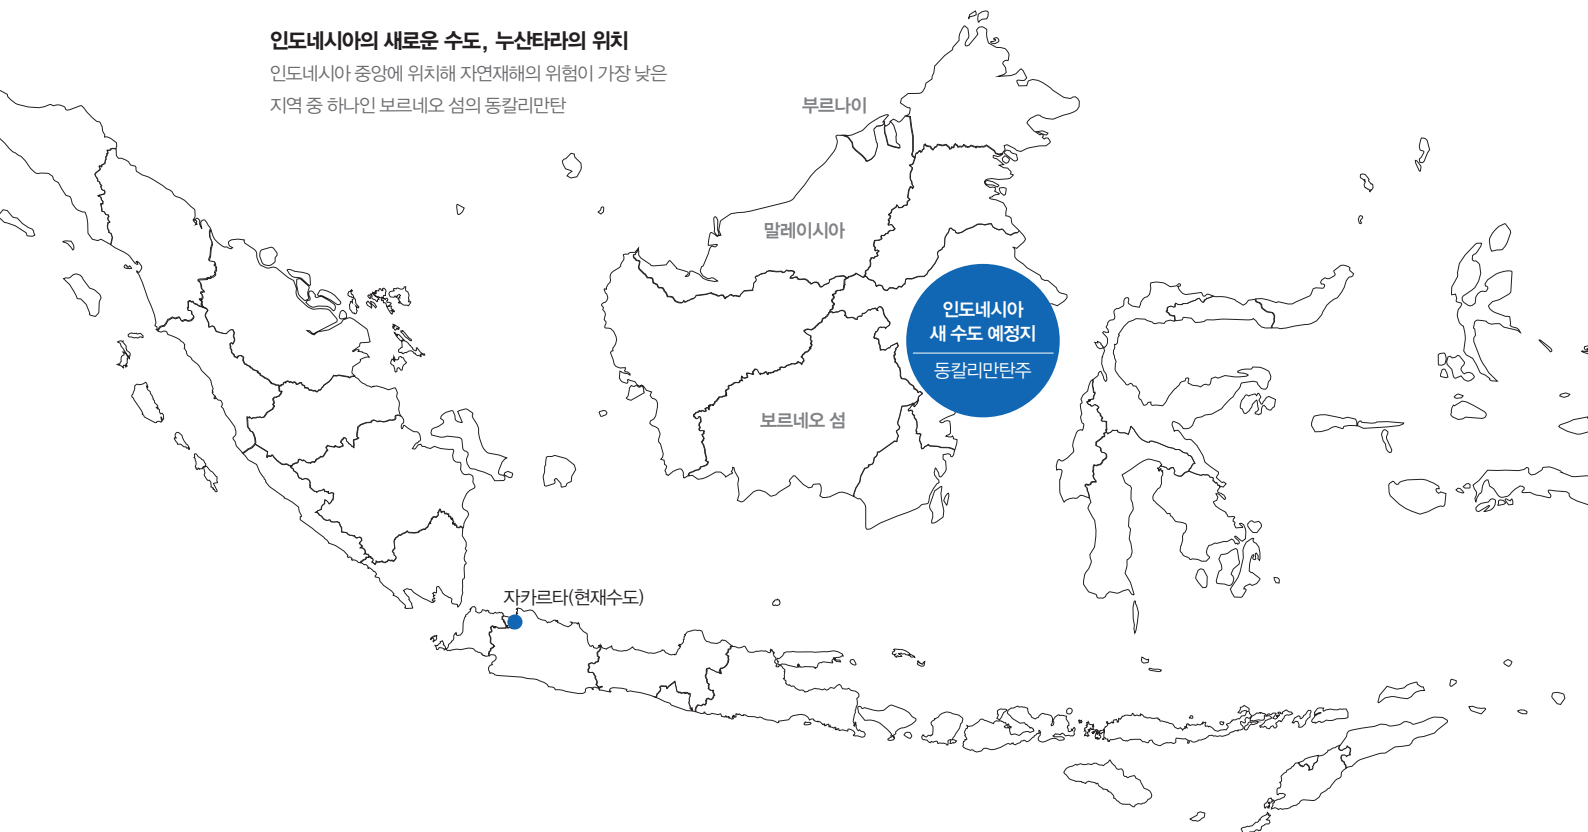 인도네시아의 새로운 수도, 누산타라의 위치
인도네시아 중앙에 위치해 자연재해의 위험이 가장 낮은
지역 중 하나인 보르네오 섬의 동칼리만탄
부르나이
말레이시아
인도네시아
새 수도 예정지
동칼리만탄주
보르네오 섬
자카르타(현재수도)